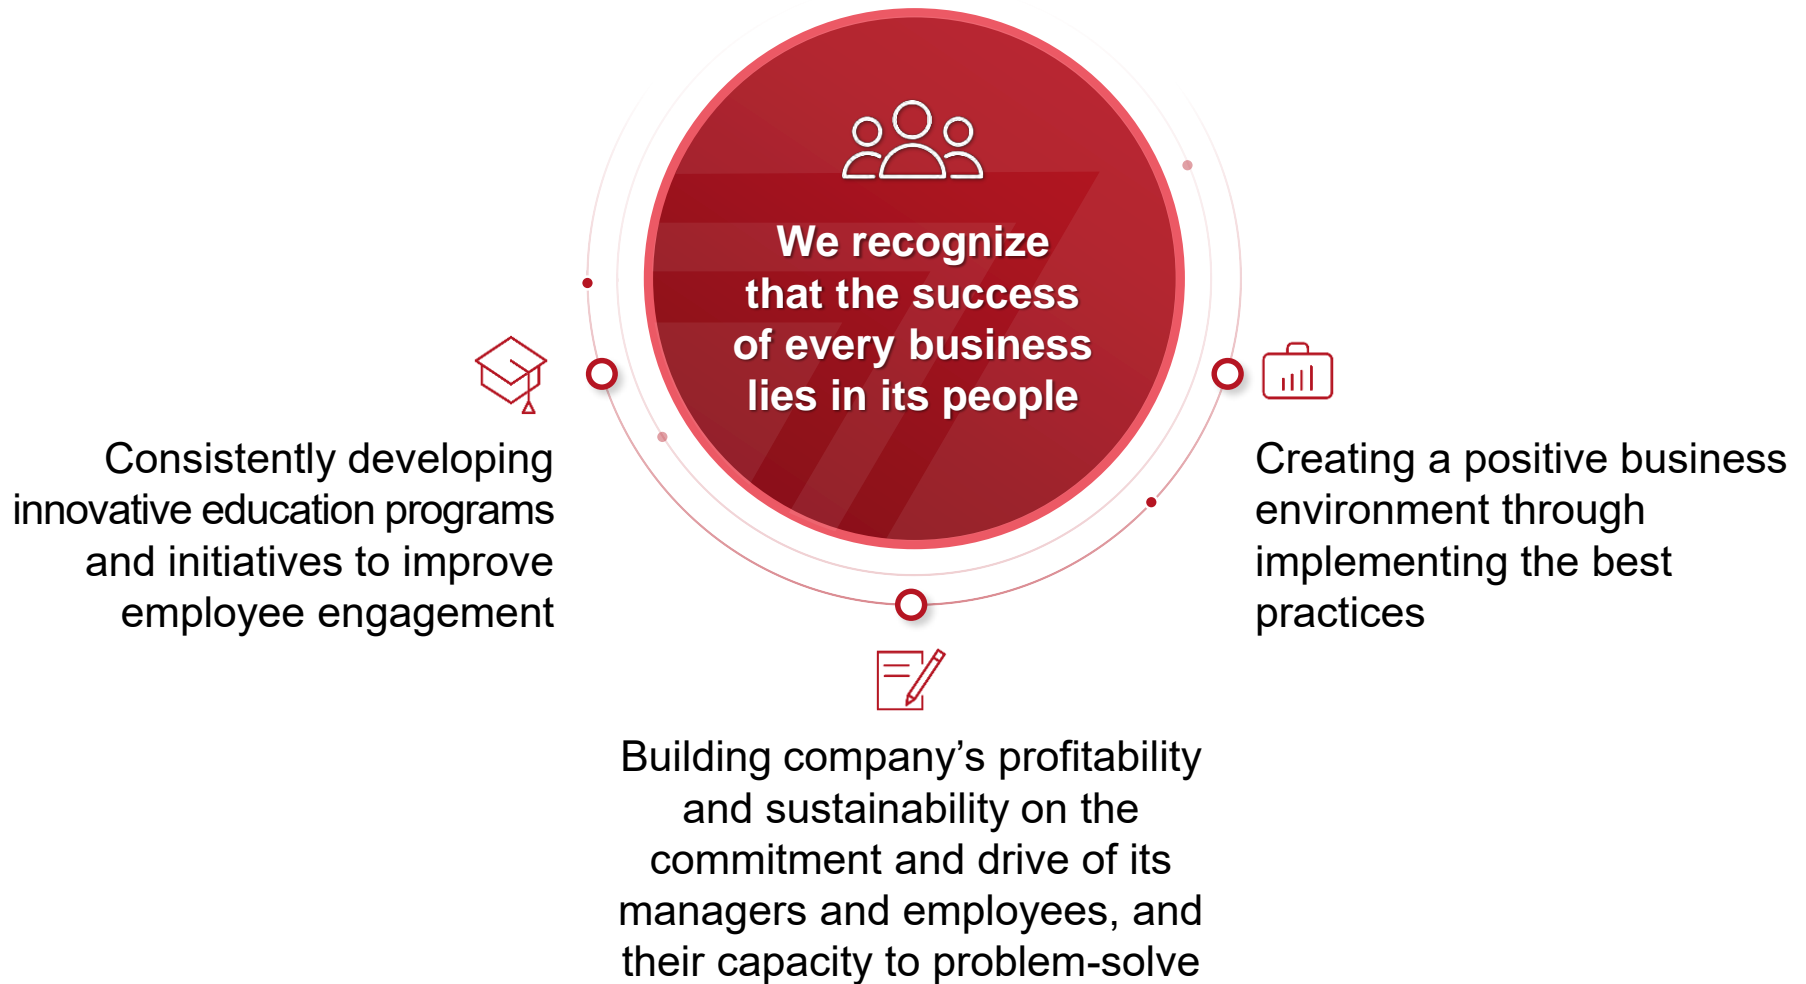 We recognize
that the success
of every business
lies in its people
Consistently developing
innovative education programs
and initiatives to improve
employee engagement
Building company’s profitability
and sustainability on the
commitment and drive of its
managers and employees, and
their capacity to problem-solve
Creating a positive business
environment through
implementing the best
practices